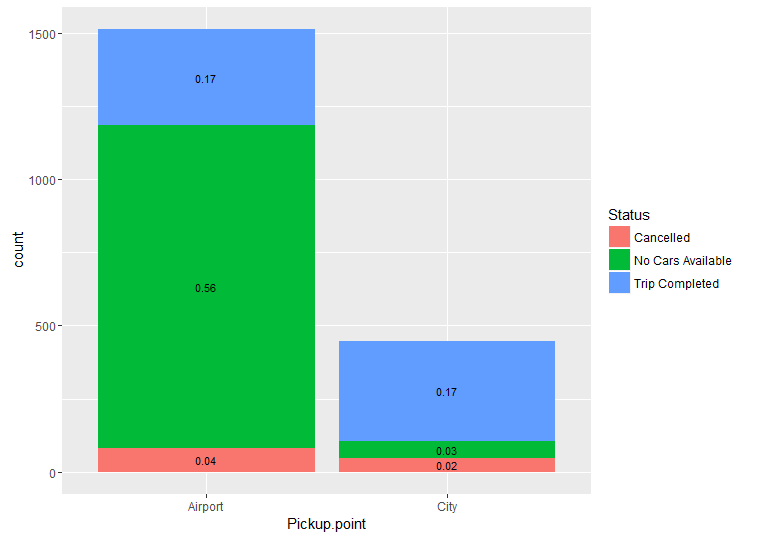 1500
1000
500
0
count
0.17
0.56
0.04
0.17
0.03
0.02
Airport
City
Pickup.point
Status
Cancelled
No Cars Available
Trip Completed